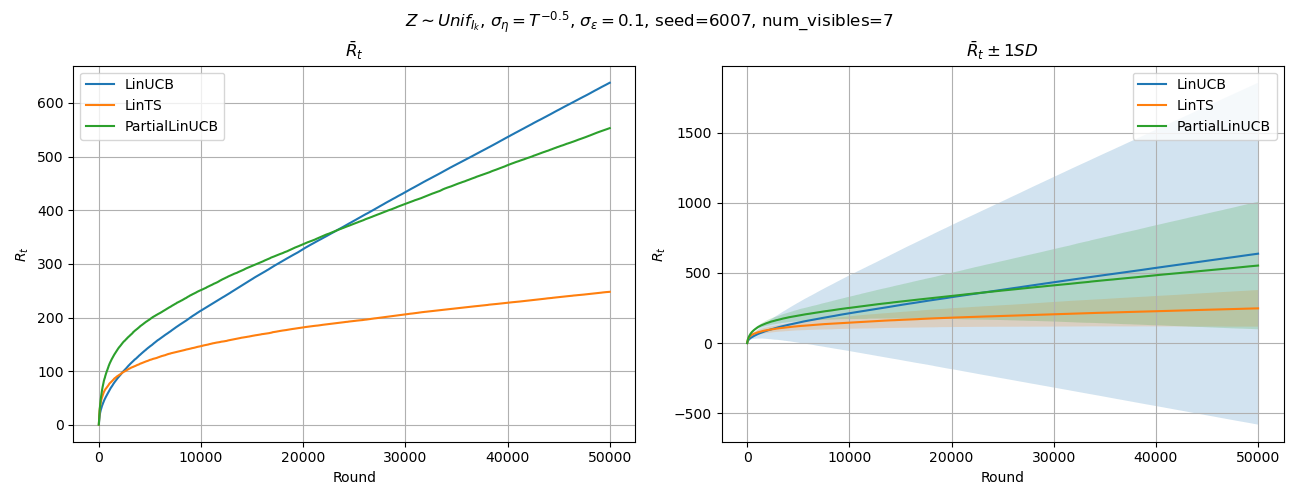 Z ∼ Unif_{I_k}, σ_η = T^{−0.5}, σ_ε = 0.1, seed=6007, num_visibles=7
R̄_t
LinUCB
LinTS
PartialLinUCB
600
500
400
300
200
100
0
R_t
0 10000 20000 30000 40000 50000
Round
R̄_t ± 1SD
LinUCB
LinTS
PartialLinUCB
1500
1000
500
0
−500
R_t
0 10000 20000 30000 40000 50000
Round